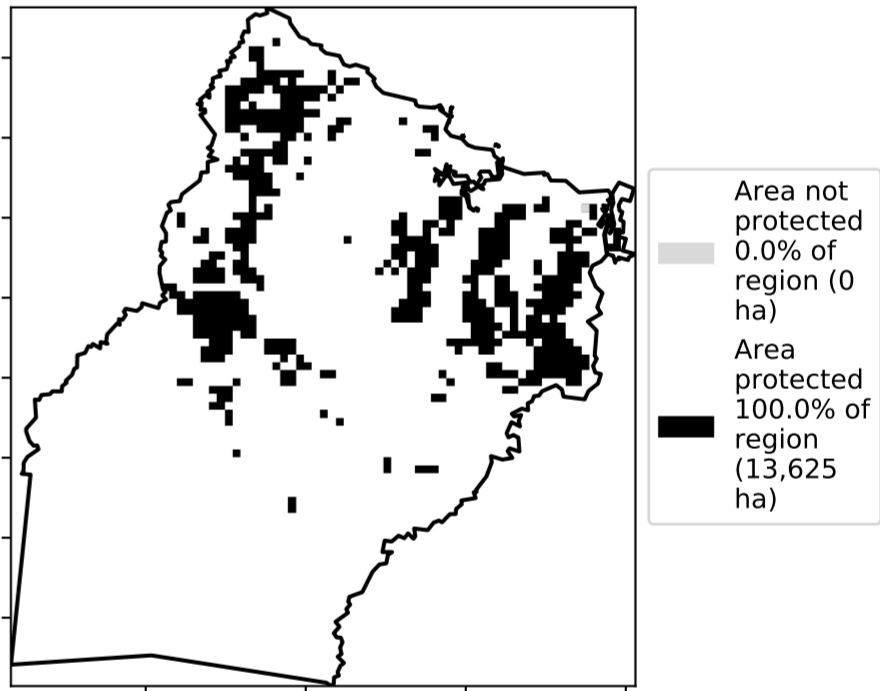 Area not
protected
0.0% of
region (0
ha)
Area
protected
100.0% of
region
(13,625
ha)